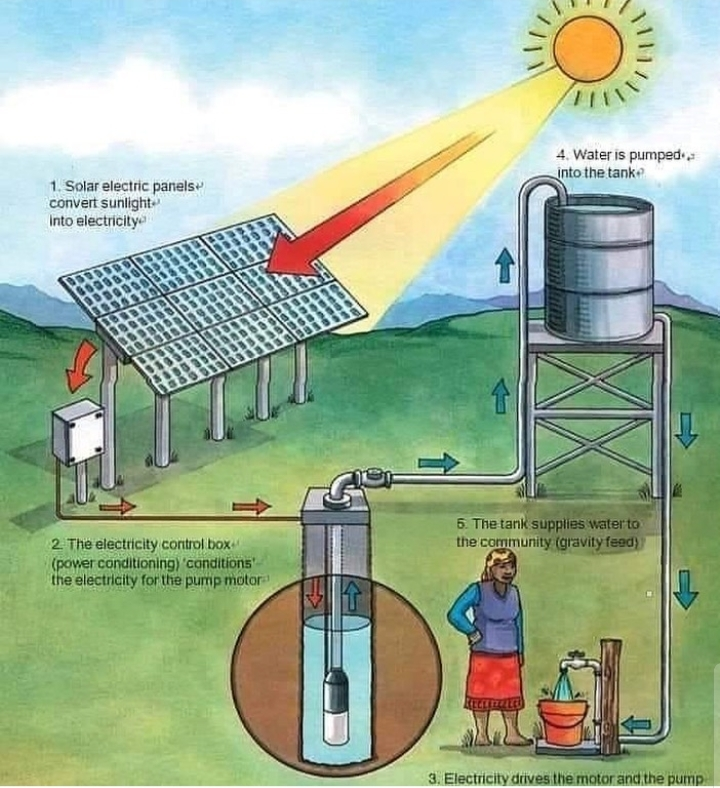 1. Solar electric panels
convert sunlight
into electricity
4. Water is pumped
into the tank
2. The electricity control box
(power conditioning) 'conditions'
the electricity for the pump motor
5. The tank supplies water to
the community (gravity feed)
3. Electricity drives the motor and the pump